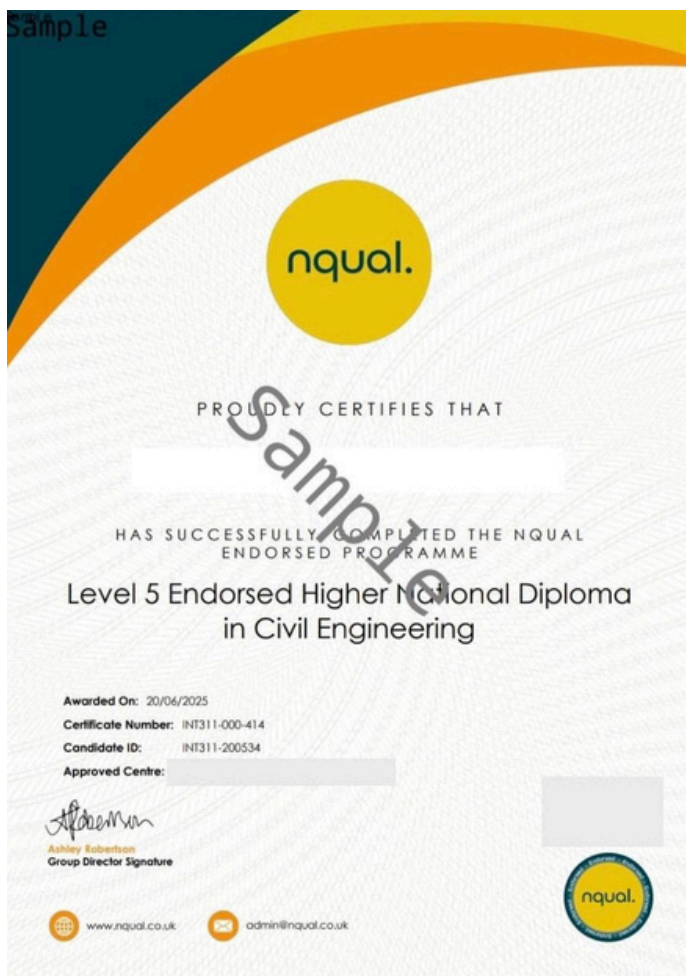 Sample
nqual.
PROUDLY CERTIFIES THAT
Sample
HAS SUCCESSFULLY COMPLETED THE NQUAL
ENDORSED PROGRAMME
Level 5 Endorsed Higher National Diploma
in Civil Engineering
Awarded On: 20/06/2025
Certificate Number: INT311-000-414
Candidate ID: INT311-200534
Approved Centre:
Ashley Robertson
Group Director Signature
www.nqual.co.uk
admin@nqual.co.uk
nqual.